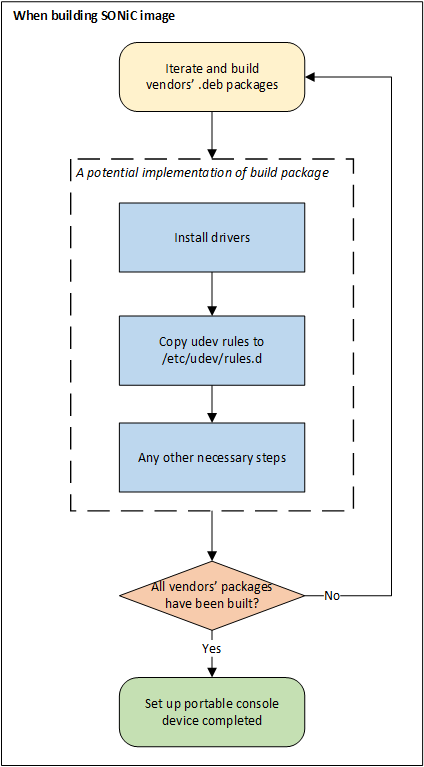 When building SONiC image
Iterate and build
vendors’ .deb packages
A potential implementation of build package
Install drivers
Copy udev rules to
/etc/udev/rules.d
Any other necessary steps
All vendors’ packages
have been built?
No
Yes
Set up portable console
device completed